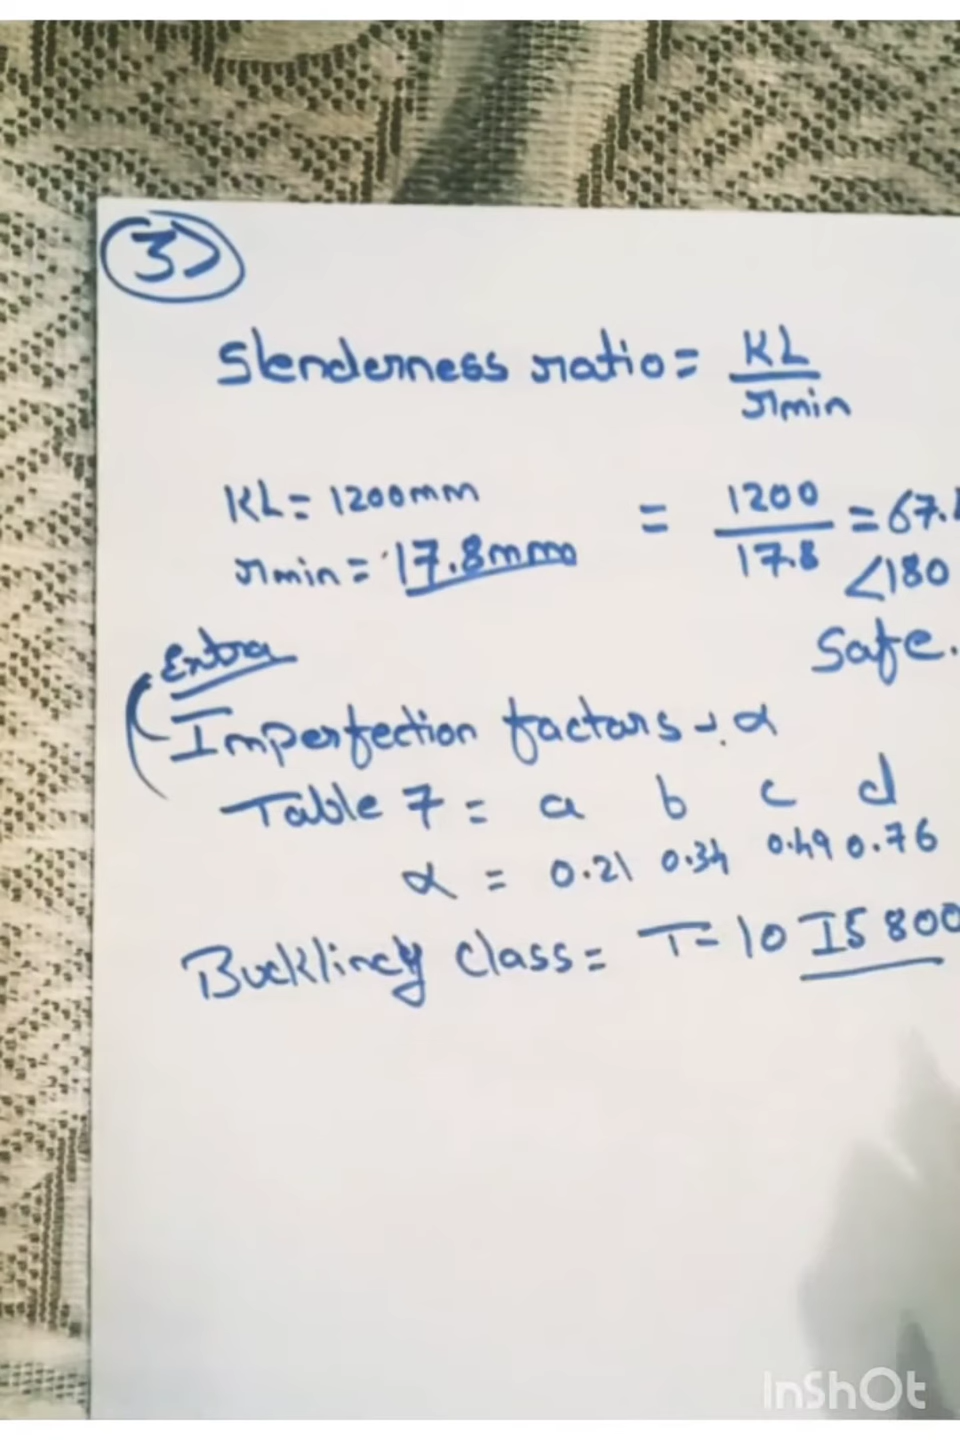 3>
Slenderness ratio = KL
rmin
KL = 1200mm = 1200 = 67.
rmin = 17.8mm 17.8 <180
Safe.
Extra
Imperfection factors, α
Table 7 = a b c d
α = 0.21 0.34 0.49 0.76
Bucklincy class = T-10 IS 800
InShOt